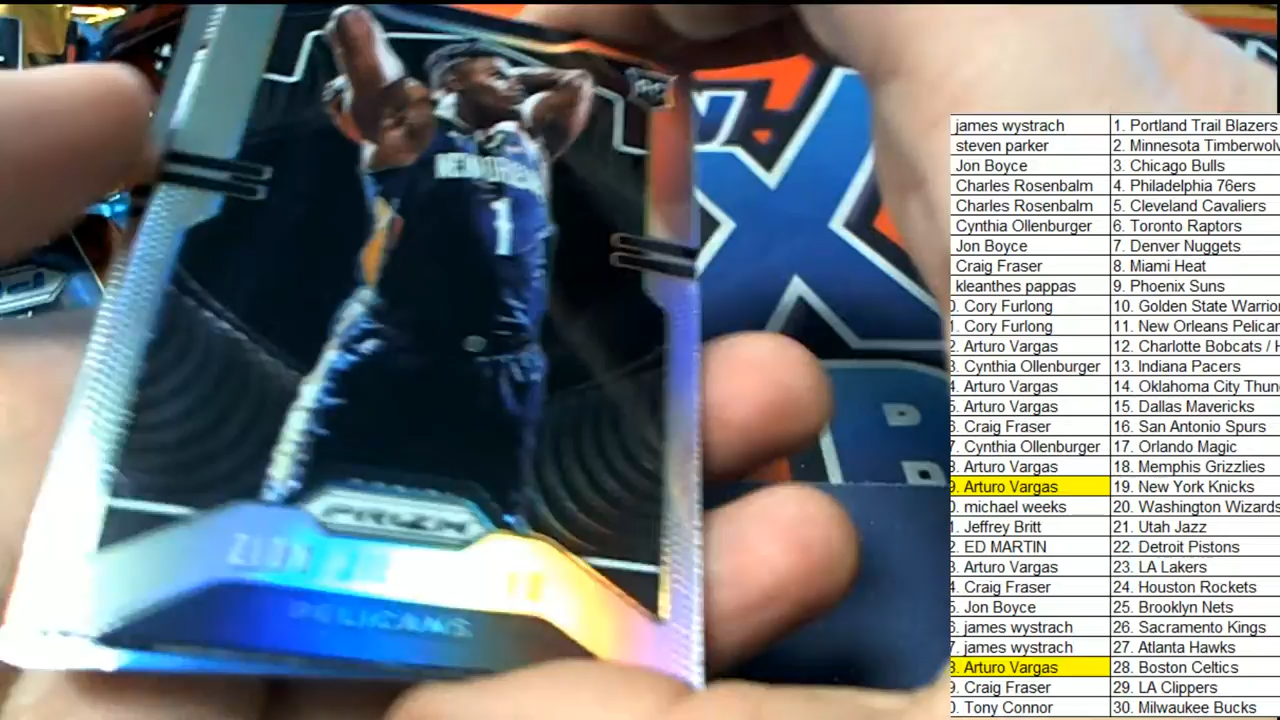 RC
NEW ORLEANS
1
PRIZM
PELICANS
james wystrach 1. Portland Trail Blazers
steven parker 2. Minnesota Timberwolv
Jon Boyce 3. Chicago Bulls
Charles Rosenbalm 4. Philadelphia 76ers
Charles Rosenbalm 5. Cleveland Cavaliers
Cynthia Ollenburger 6. Toronto Raptors
Jon Boyce 7. Denver Nuggets
Craig Fraser 8. Miami Heat
kleanthes pappas 9. Phoenix Suns
0. Cory Furlong 10. Golden State Warrio
1. Cory Furlong 11. New Orleans Pelican
2. Arturo Vargas 12. Charlotte Bobcats / H
3. Cynthia Ollenburger 13. Indiana Pacers
4. Arturo Vargas 14. Oklahoma City Thun
5. Arturo Vargas 15. Dallas Mavericks
6. Craig Fraser 16. San Antonio Spurs
7. Cynthia Ollenburger 17. Orlando Magic
8. Arturo Vargas 18. Memphis Grizzlies
9. Arturo Vargas 19. New York Knicks
0. michael weeks 20. Washington Wizards
1. Jeffrey Britt 21. Utah Jazz
2. ED MARTIN 22. Detroit Pistons
3. Arturo Vargas 23. LA Lakers
4. Craig Fraser 24. Houston Rockets
5. Jon Boyce 25. Brooklyn Nets
6. james wystrach 26. Sacramento Kings
7. james wystrach 27. Atlanta Hawks
8. Arturo Vargas 28. Boston Celtics
9. Craig Fraser 29. LA Clippers
0. Tony Connor 30. Milwaukee Bucks